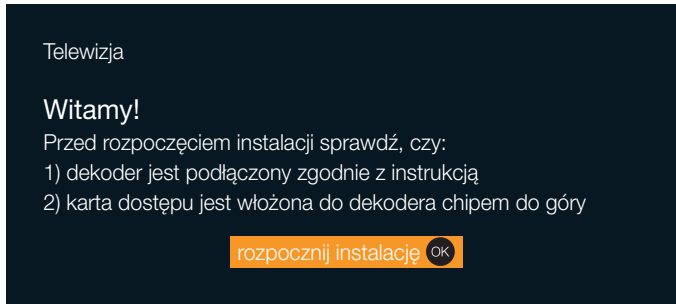 Telewizja
Witamy!
Przed rozpoczęciem instalacji sprawdź, czy:
1) dekoder jest podłączony zgodnie z instrukcją
2) karta dostępu jest włożona do dekodera chipem do góry
rozpocznij instalację OK